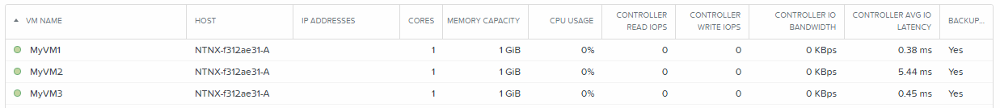 VM NAME HOST IP ADDRESSES CORES MEMORY CAPACITY CPU USAGE CONTROLLER READ IOPS CONTROLLER WRITE IOPS CONTROLLER IO BANDWIDTH CONTROLLER AVG IO LATENCY BACKUP...
MyVM1 NTNX-f312ae31-A 1 1 GiB 0% 0 0 0 KBps 0.38 ms Yes
MyVM2 NTNX-f312ae31-A 1 1 GiB 0% 0 0 0 KBps 5.44 ms Yes
MyVM3 NTNX-f312ae31-A 1 1 GiB 0% 0 0 0 KBps 0.45 ms Yes